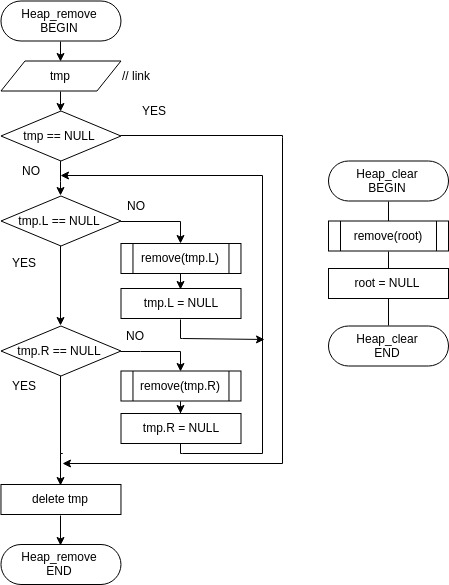 Heap_remove
BEGIN
tmp
// link
YES
tmp == NULL
NO
tmp.L == NULL
NO
YES
remove(tmp.L)
tmp.L = NULL
tmp.R == NULL
NO
YES
remove(tmp.R)
tmp.R = NULL
delete tmp
Heap_remove
END
Heap_clear
BEGIN
remove(root)
root = NULL
Heap_clear
END